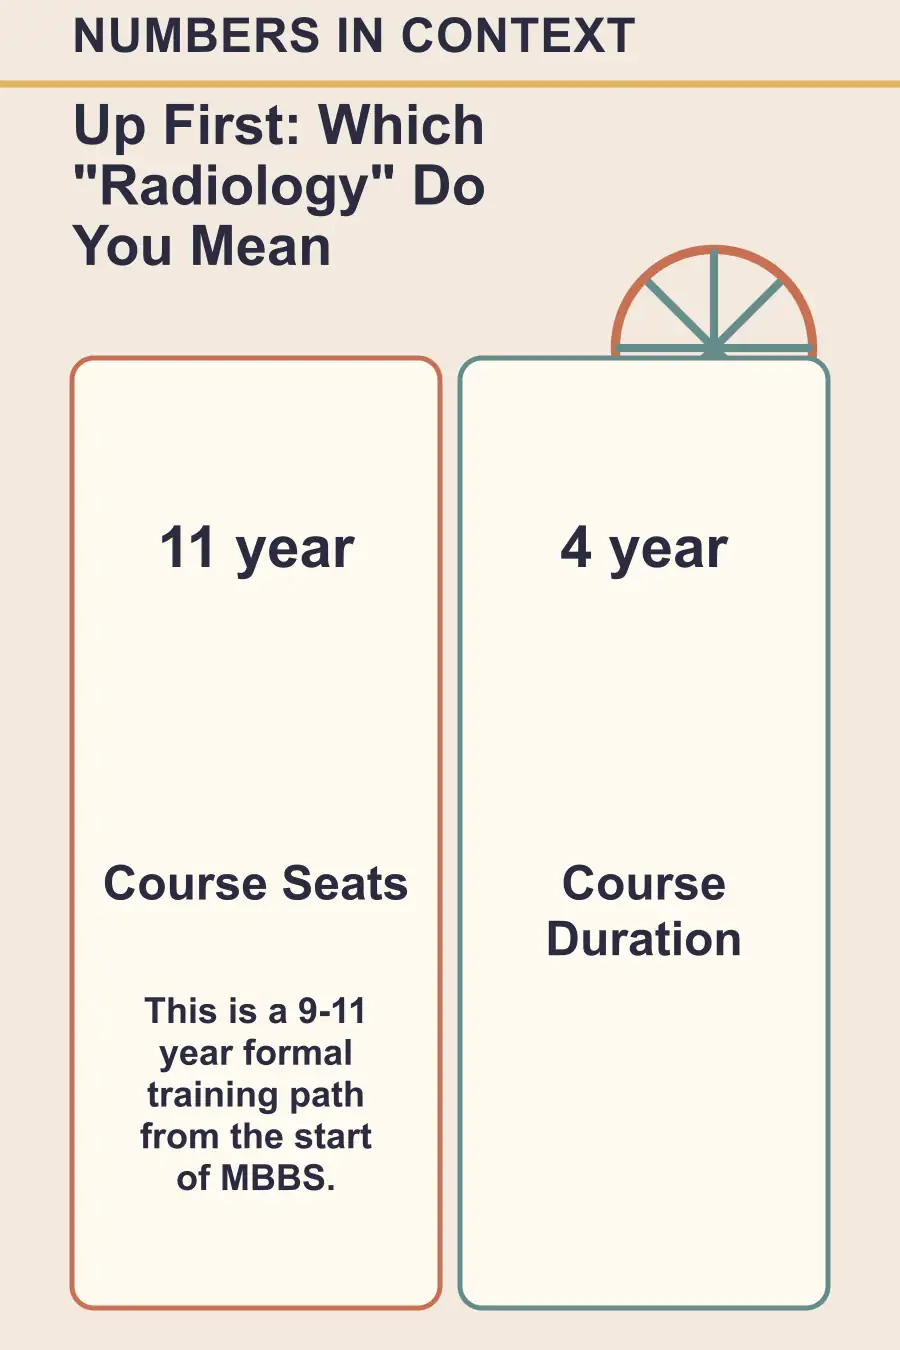 NUMBERS IN CONTEXT
Up First: Which
"Radiology" Do
You Mean
11 year
Course Seats
This is a 9-11
year formal
training path
from the start
of MBBS.
4 year
Course
Duration